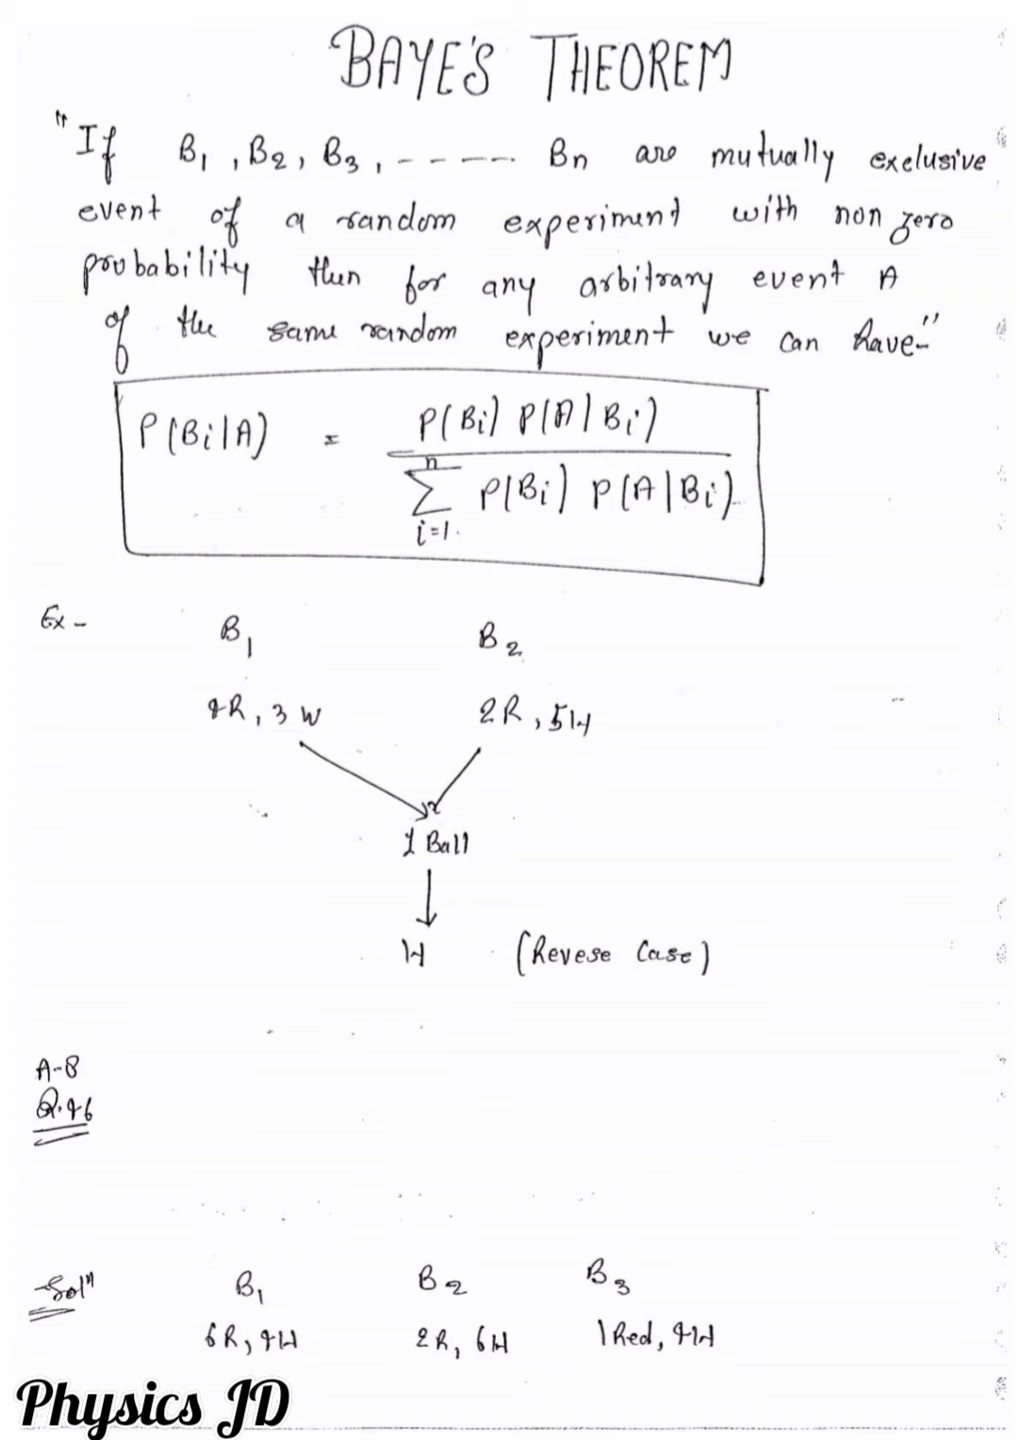 BAYE'S THEOREM
"If B1, B2, B3, ------ Bn are mutually exclusive
event of a random experiment with non zero
probability then for any arbitrary event A
of the same random experiment we can have-"
P(Bi|A) = P(Bi) P(A|Bi) / n∑i=1 P(Bi) P(A|Bi)
Ex -
B1 B2
4R, 3W 2R, 5W
1 Ball
W (Revese Case)
A-8
Q.46
Solⁿ B1 B2 B3
6R, 4W 2R, 6W 1Red, 4W
Physics JD